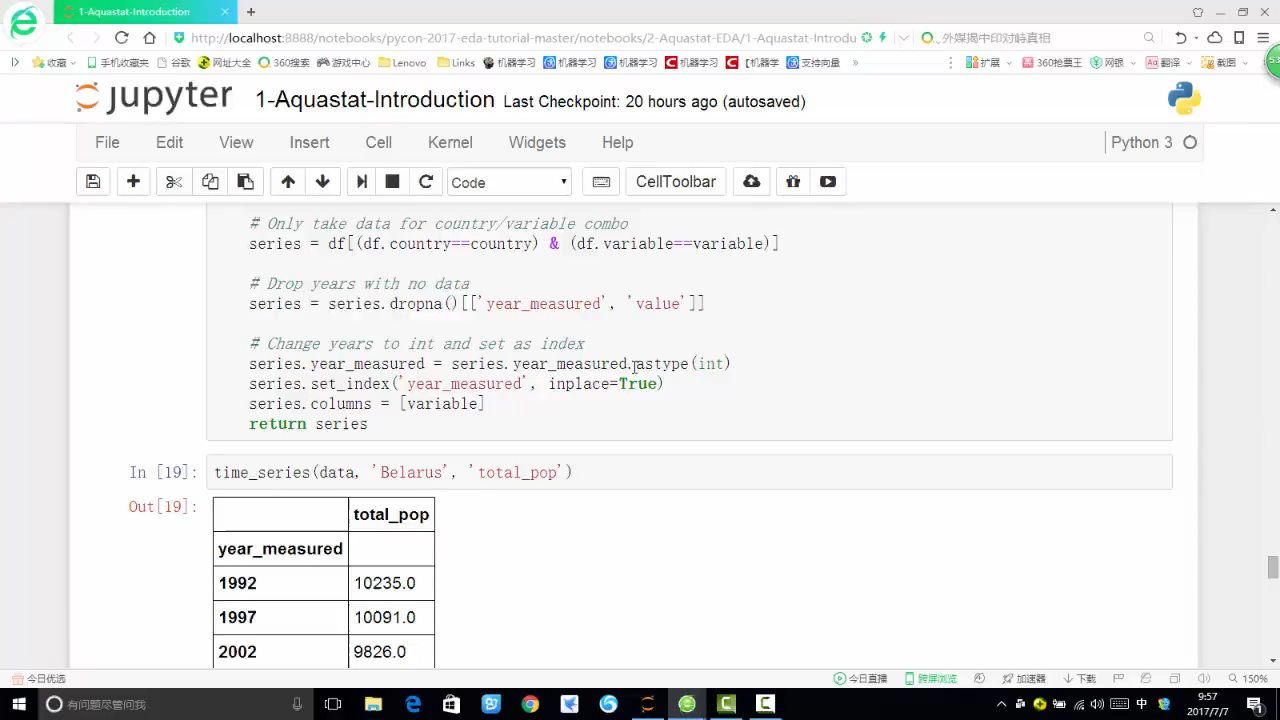 1-Aquastat-Introduction
http://localhost:8888/notebooks/pycon-2017-eda-tutorial-master/notebooks/2-Aquastat-EDA/1-Aquastat-Introdu
外媒揭中印对峙真相
收藏 手机收藏夹 谷歌 网址大全 360搜索 游戏中心 Lenovo Links 机器学习 机器学习 机器学习 机器学习 【机器学 支持向量 » 扩展 360抢票王 网银 翻译 截图
53
jupyter 1-Aquastat-Introduction Last Checkpoint: 20 hours ago (autosaved)
File Edit View Insert Cell Kernel Widgets Help Python 3
Code CellToolbar
# Only take data for country/variable combo
series = df[(df.country==country) & (df.variable==variable)]
# Drop years with no data
series = series.dropna()[['year_measured', 'value']]
# Change years to int and set as index
series.year_measured = series.year_measured.astype(int)
series.set_index('year_measured', inplace=True)
series.columns = [variable]
return series
In [19]: time_series(data, 'Belarus', 'total_pop')
Out[19]:
total_pop
year_measured
1992 10235.0
1997 10091.0
2002 9826.0
今日优选 今日直播 跨屏浏览 加速器 下载 150%
有问题尽管问我 中 9:57
2017/7/7